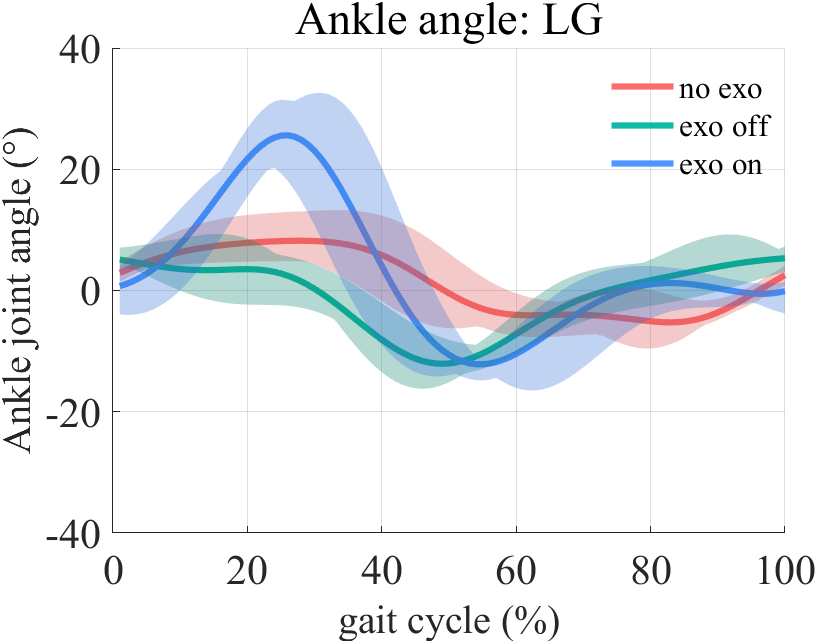 Ankle angle: LG
no exo
exo off
exo on
Ankle joint angle (°)
40
20
0
-20
-40
0 20 40 60 80 100
gait cycle (%)